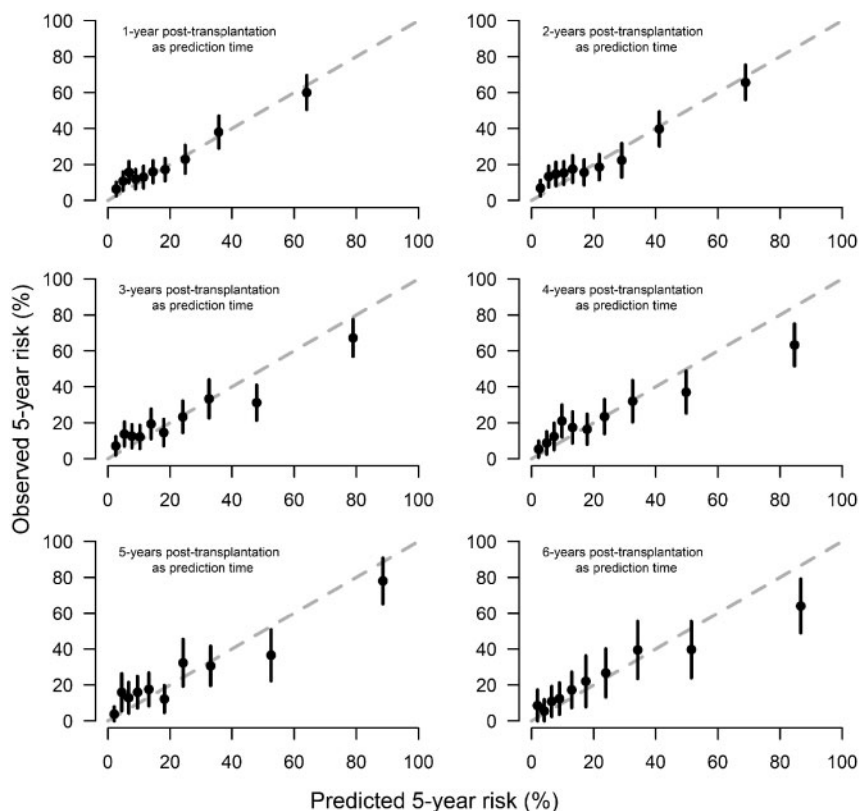 1-year post-transplantation
as prediction time
100
80
60
40
20
0
0 20 40 60 80 100
2-years post-transplantation
as prediction time
100
80
60
40
20
0
0 20 40 60 80 100
3-years post-transplantation
as prediction time
100
80
60
40
20
0
0 20 40 60 80 100
4-years post-transplantation
as prediction time
100
80
60
40
20
0
0 20 40 60 80 100
5-years post-transplantation
as prediction time
100
80
60
40
20
0
0 20 40 60 80 100
6-years post-transplantation
as prediction time
100
80
60
40
20
0
0 20 40 60 80 100
Observed 5-year risk (%)
Predicted 5-year risk (%)